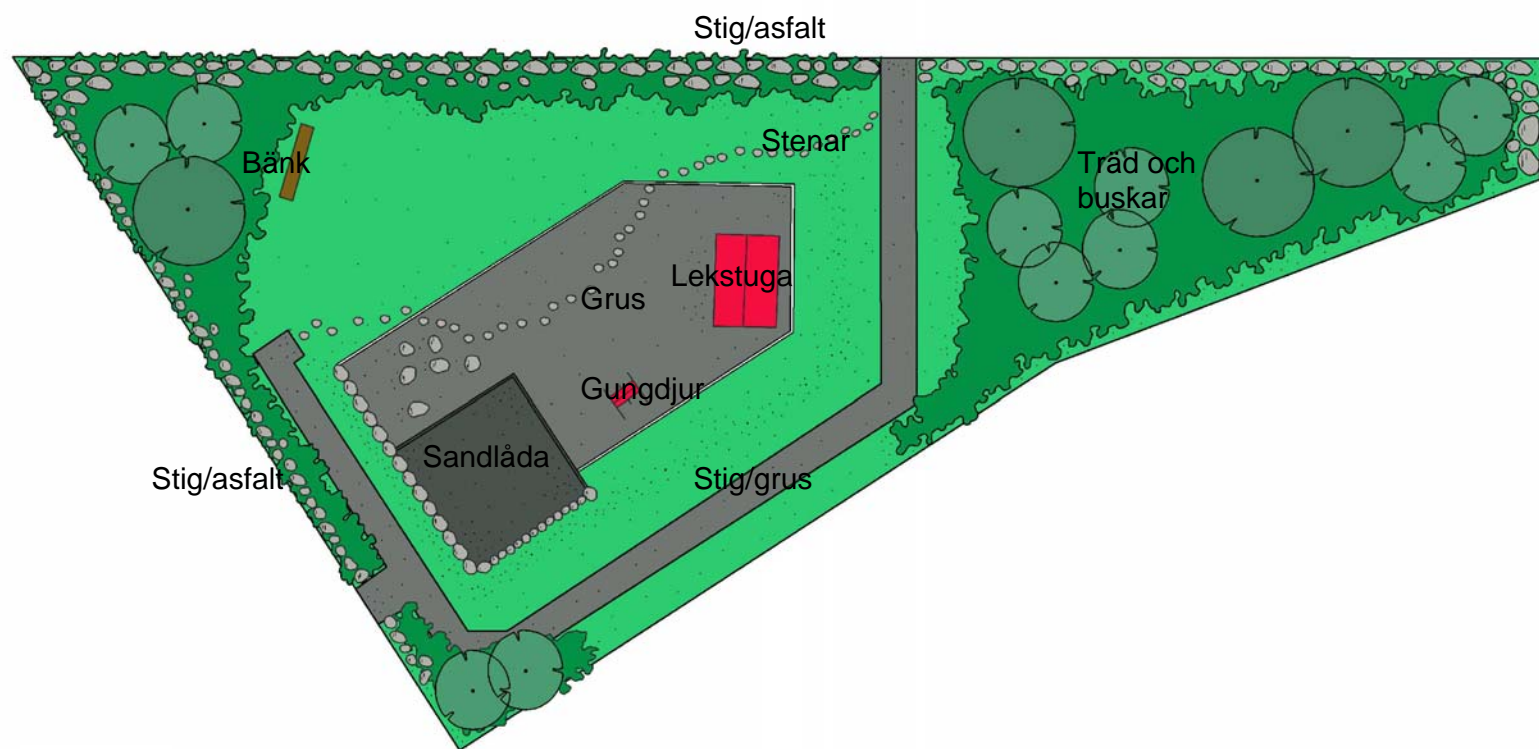 Stig/asfalt
Stenar
Bänk
Träd och
buskar
Lekstuga
Grus
Gungdjur
Sandlåda
Stig/asfalt
Stig/grus